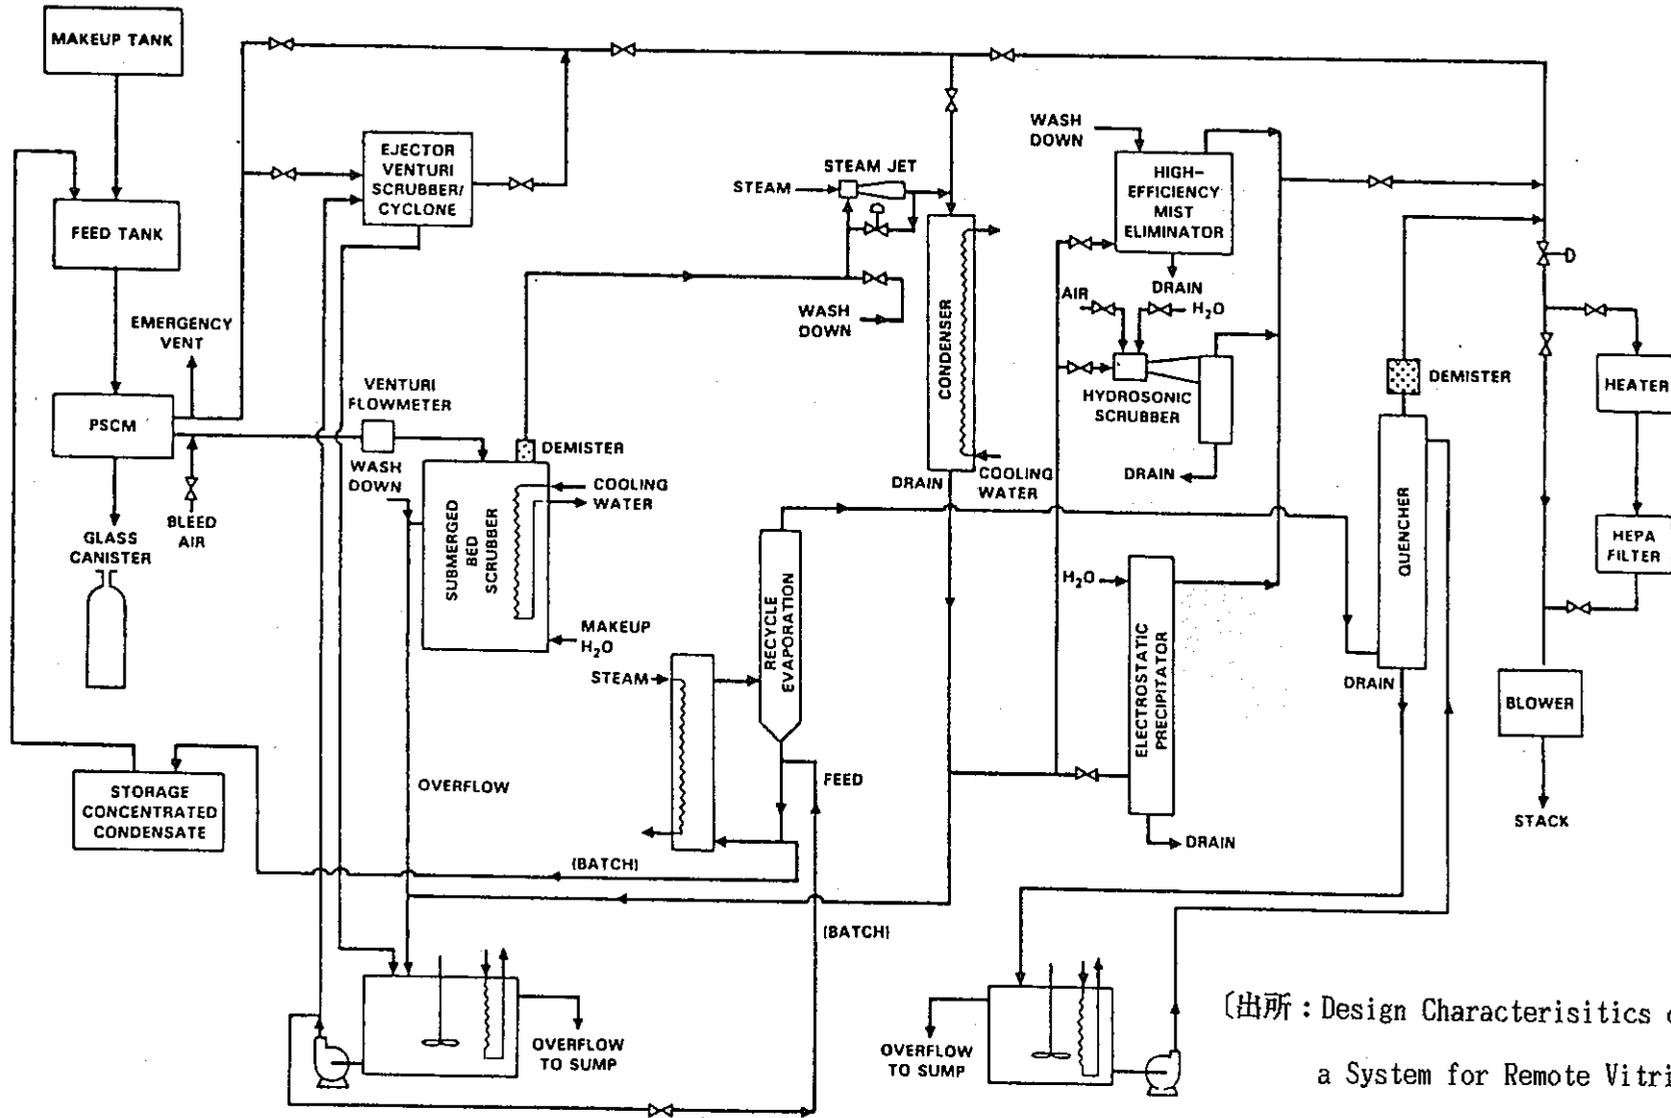 MAKEUP TANK
FEED TANK
EMERGENCY
VENT
PSCM
BLEED
AIR
GLASS
CANISTER
STORAGE
CONCENTRATED
CONDENSATE
EJECTOR
VENTURI
SCRUBBER/
CYCLONE
VENTURI
FLOWMETER
WASH
DOWN
DEMISTER
COOLING
WATER
SUBMERGED
BED
SCRUBBER
MAKEUP
H₂O
OVERFLOW
STEAM JET
STEAM
WASH
DOWN
CONDENSER
COOLING
WATER
DRAIN
STEAM
RECYCLE
EVAPORATION
FEED
(BATCH)
(BATCH)
OVERFLOW
TO SUMP
WASH
DOWN
HIGH-
EFFICIENCY
MIST
ELIMINATOR
DRAIN
AIR
H₂O
HYDROSONIC
SCRUBBER
DRAIN
H₂O
ELECTROSTATIC
PRECIPITATOR
DRAIN
DEMISTER
QUENCHER
DRAIN
OVERFLOW
TO SUMP
HEATER
HEPA
FILTER
BLOWER
STACK
〔出所：Design Characterisitics
a System for Remote Vitri